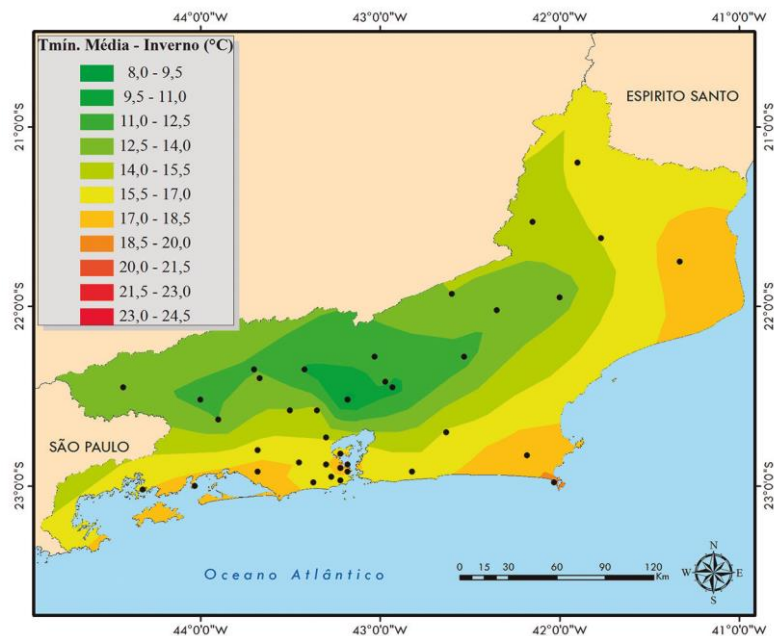 44°0'0"W 43°0'0"W 42°0'0"W 41°0'0"W
Tmín. Média - Inverno (°C)
8,0 - 9,5
9,5 - 11,0
11,0 - 12,5
12,5 - 14,0
14,0 - 15,5
15,5 - 17,0
17,0 - 18,5
18,5 - 20,0
20,0 - 21,5
21,5 - 23,0
23,0 - 24,5
ESPIRITO SANTO
21°0'0"S 21°0'0"S
22°0'0"S 22°0'0"S
SÃO PAULO
23°0'0"S 23°0'0"S
Oceano Atlântico
0 15 30 60 90 120
Km
N
W E
S
44°0'0"W 43°0'0"W 42°0'0"W 41°0'0"W